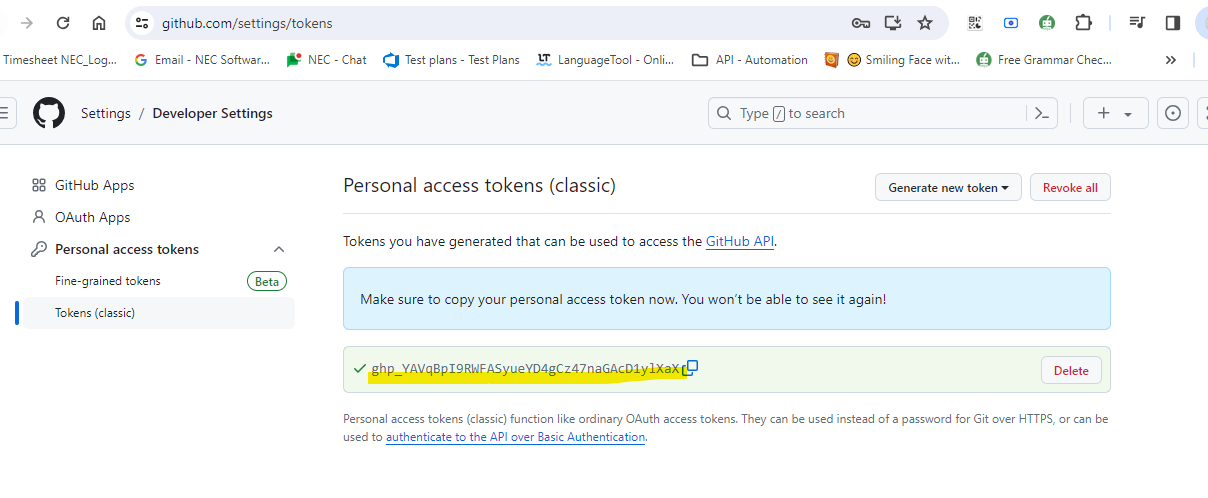 github.com/settings/tokens
Timesheet NEC_Log... Email - NEC Softwar... NEC - Chat Test plans - Test Plans LT LanguageTool - Onli... API - Automation Smiling Face wit... Free Grammar Chec... »
Settings / Developer Settings
Type / to search
GitHub Apps
OAuth Apps
Personal access tokens
Fine-grained tokens Beta
Tokens (classic)
Personal access tokens (classic)
Generate new token Revoke all
Tokens you have generated that can be used to access the GitHub API.
Make sure to copy your personal access token now. You won't be able to see it again!
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 Delete
Personal access tokens (classic) function like ordinary OAuth access tokens. They can be used instead of a password for Git over HTTPS, or can be
used to authenticate to the API over Basic Authentication.